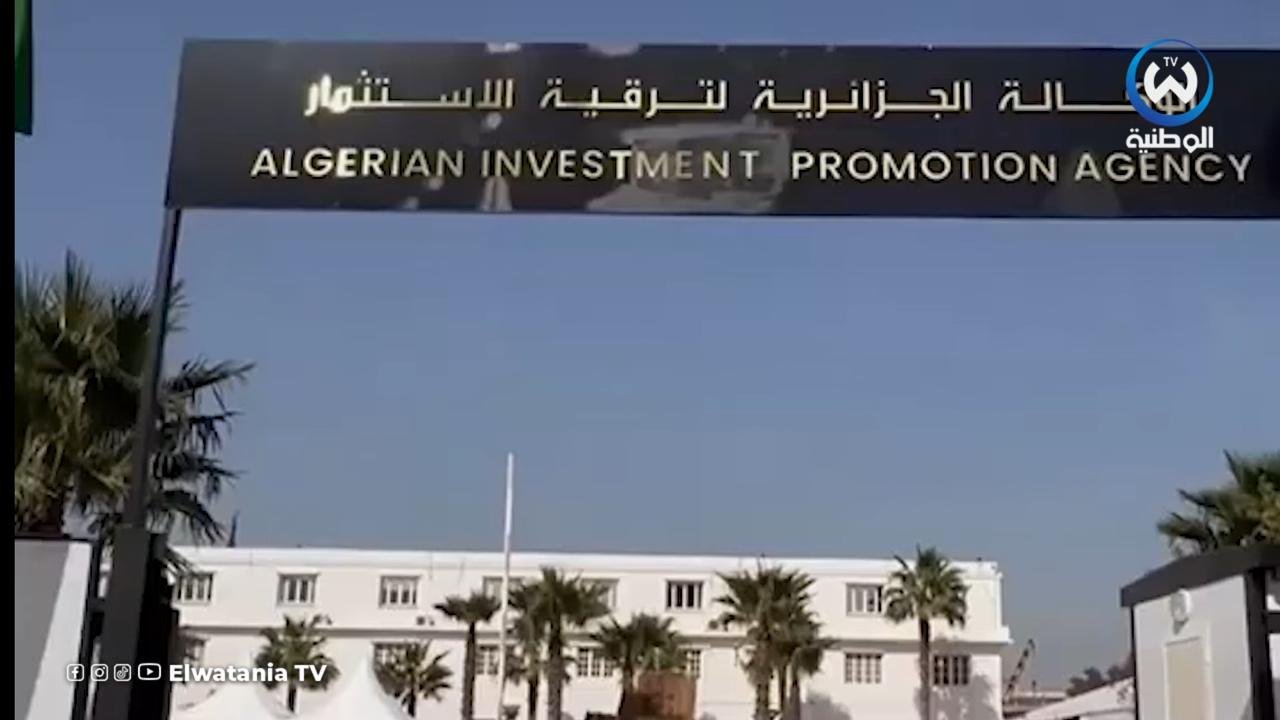 الجزائرية لترقية الاستثمار
ALGERIAN INVESTMENT PROMOTION AGENCY
TV
W
الوطنية
Elwatania TV